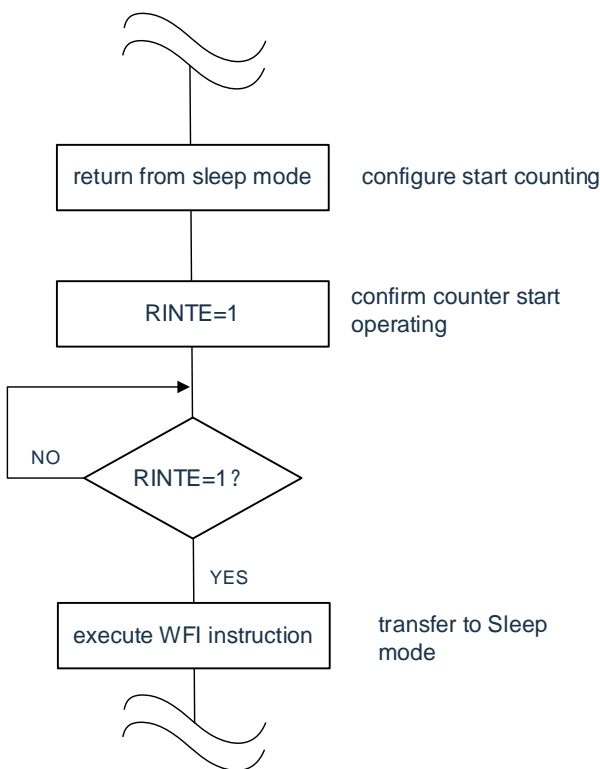 return from sleep mode
configure start counting
RINTE=1
confirm counter start
operating
NO
RINTE=1?
YES
execute WFI instruction
transfer to Sleep
mode